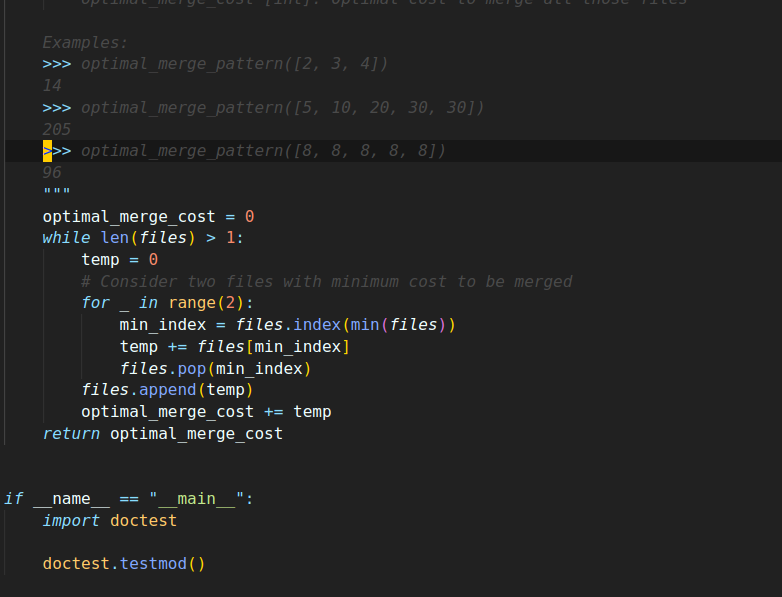 optimal_merge_cost [int]: optimal cost to merge all those files
Examples:
>>> optimal_merge_pattern([2, 3, 4])
14
>>> optimal_merge_pattern([5, 10, 20, 30, 30])
205
>>> optimal_merge_pattern([8, 8, 8, 8, 8])
96
"""
optimal_merge_cost = 0
while len(files) > 1:
temp = 0
# Consider two files with minimum cost to be merged
for _ in range(2):
min_index = files.index(min(files))
temp += files[min_index]
files.pop(min_index)
files.append(temp)
optimal_merge_cost += temp
return optimal_merge_cost
if __name__ == "__main__":
import doctest
doctest.testmod()